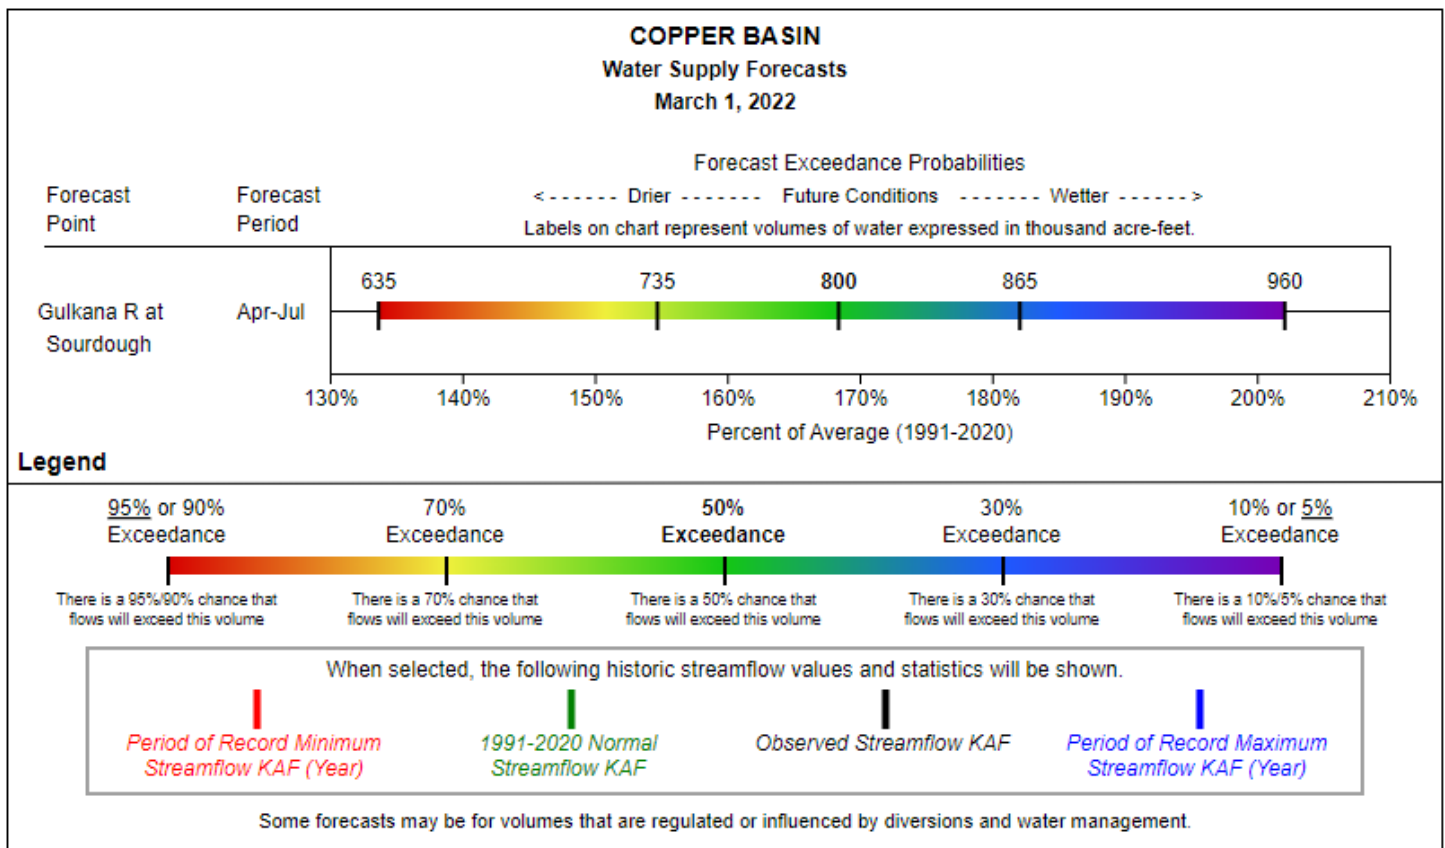 COPPER BASIN
Water Supply Forecasts
March 1, 2022
Forecast Exceedance Probabilities
Forecast Point
Forecast Period
< - - - - - - Drier - - - - - - - Future Conditions - - - - - - - Wetter - - - - - - >
Labels on chart represent volumes of water expressed in thousand acre-feet.
635 735 800 865 960
Gulkana R at
Sourdough
Apr-Jul
130% 140% 150% 160% 170% 180% 190% 200% 210%
Percent of Average (1991-2020)
Legend
95% or 90% Exceedance
70% Exceedance
50% Exceedance
30% Exceedance
10% or 5% Exceedance
There is a 95%/90% chance that
flows will exceed this volume
There is a 70% chance that
flows will exceed this volume
There is a 50% chance that
flows will exceed this volume
There is a 30% chance that
flows will exceed this volume
There is a 10%/5% chance that
flows will exceed this volume
When selected, the following historic streamflow values and statistics will be shown.
Period of Record Minimum
Streamflow KAF (Year)
1991-2020 Normal
Streamflow KAF
Observed Streamflow KAF
Period of Record Maximum
Streamflow KAF (Year)
Some forecasts may be for volumes that are regulated or influenced by diversions and water management.